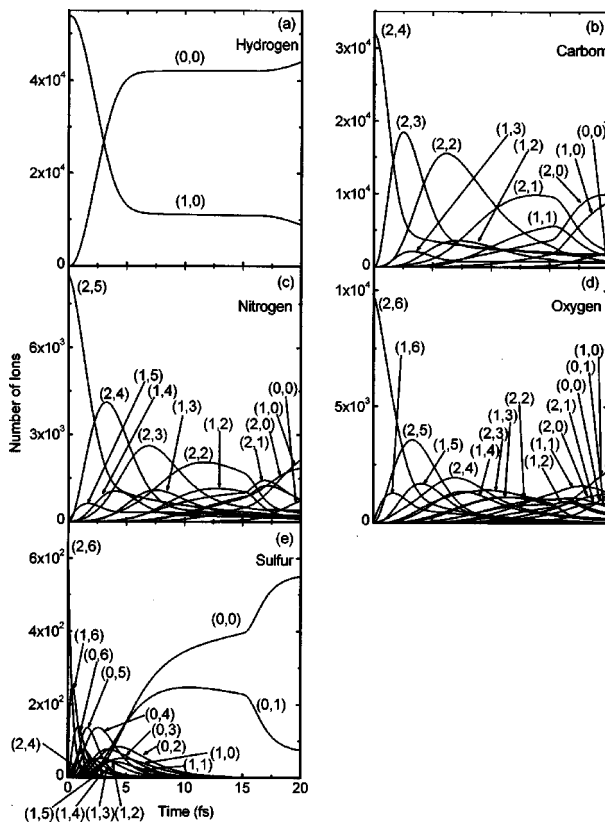 (a)
Hydrogen
(0,0)
(1,0)
4x10⁴
2x10⁴
0
(b)
Carbom
(2,4)
(2,3)
(2,2)
(1,3)
(1,2)
(0,0)
(1,0)
(2,0)
(2,1)
(1,1)
3x10⁴
2x10⁴
1x10⁴
0
(c)
Nitrogen
(2,5)
(1,5)
(2,4)
(1,4)
(1,3)
(2,3)
(1,2)
(2,2)
(0,0)
(1,0)
(2,0)
(2,1)
6x10³
3x10³
0
Number of Ions
(d)
Oxygen
(2,6)
(1,6)
(2,5)
(1,5)
(2,4)
(1,4)
(2,3)
(1,3)
(2,2)
(1,0)
(0,1)
(0,0)
(2,1)
(2,0)
(1,1)
(1,2)
1x10⁴
5x10³
0
(e)
Sulfur
(2,6)
(1,6)
(0,6)
(0,5)
(0,4)
(0,3)
(0,2)
(1,0)
(1,1)
(0,0)
(0,1)
(2,4)
6x10²
4x10²
2x10²
0 5 10 15 20
(1,5)(1,4)(1,3)(1,2)
Time (fs)